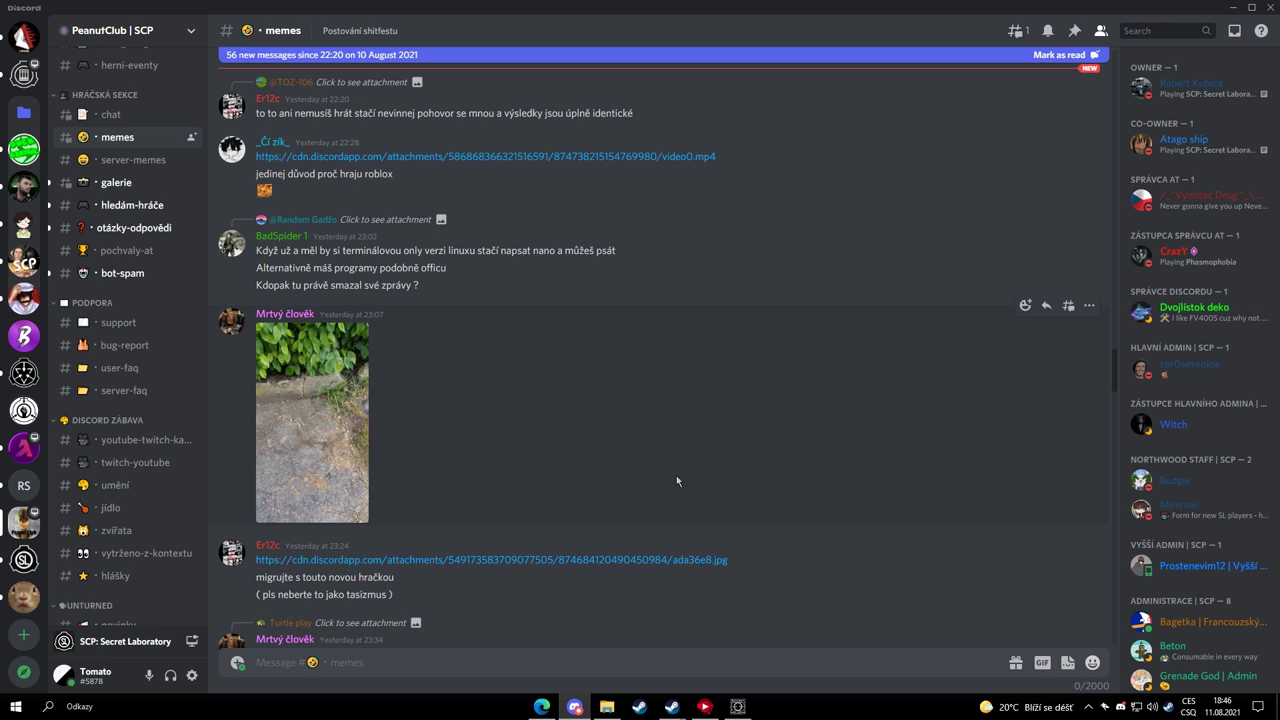 Discord
PeanutClub | SCP
herni-eventy
HRÁČSKÁ SEKCE
chat
memes
server-memes
galerie
hledám-hráče
otázky-odpovědi
pochvaly-at
bot-spam
PODPORA
support
bug-report
user-faq
server-faq
DISCORD ZÁBAVA
youtube-twitch-ka...
twitch-youtube
umění
jídlo
zvířata
vytrženo-z-kontextu
hlášky
UNTURNED
novinky
SCP: Secret Laboratory
Tomato
#5878
RS
# 🤣・memes
Postování shitfestu
1
Search
56 new messages since 22:20 on 10 August 2021
Mark as read
NEW
@TOZ-106 Click to see attachment
Er12c Yesterday at 22:20
to to ani nemusíš hrát stačí nevinnej pohovor se mnou a výsledky jsou úplně identické
_Čí zík_ Yesterday at 22:28
https://cdn.discordapp.com/attachments/586868366321516591/874738215154769980/video0.mp4
jedinej důvod proč hraju roblox
@Random Gadžo Click to see attachment
BadSpider 1 Yesterday at 23:02
Když už a měl by si terminálovou only verzi linuxu stačí napsat nano a můžeš psát
Alternativně máš programy podobně officu
Kdopak tu právě smazal své zprávy ?
Mrtvý člověk Yesterday at 23:07
Er12c Yesterday at 23:24
https://cdn.discordapp.com/attachments/549173583709077505/874684120490450984/ada36e8.jpg
migrujte s touto novou hračkou
( pls neberte to jako tasizmus )
Turtle play Click to see attachment
Mrtvý člověk Yesterday at 23:34
Message #🤣・memes
GIF
0/2000
OWNER — 1
Robert Kubica
Playing SCP: Secret Labora...
CO-OWNER — 1
Atago ship
Playing SCP: Secret Labora...
SPRÁVCA AT — 1
Never gonna give you up Neve...
ZÁSTUPCA SPRÁVCU AT — 1
CrazY
Playing Phasmophobia
SPRÁVCE DISCORDU — 1
Dvojlístok deko
I like FV4005 cuz why not....
HLAVNÍ ADMIN | SCP — 1
zer0sevenine
ZÁSTUPCE HLAVNÍHO ADMINA | ...
Witch
NORTHWOOD STAFF | SCP — 2
Budgie
Minirow
Form for new SL players - h...
VYŠŠÍ ADMIN | SCP — 1
Prostenevim12 | Vyšší ...
ADMINISTRACE | SCP — 8
Bagetka | Francouzský...
Beton
Consumable in every way
Grenade God | Admin
Odkazy
20°C Blíží se déšť
CES
CSQ
18:46
11.08.2021